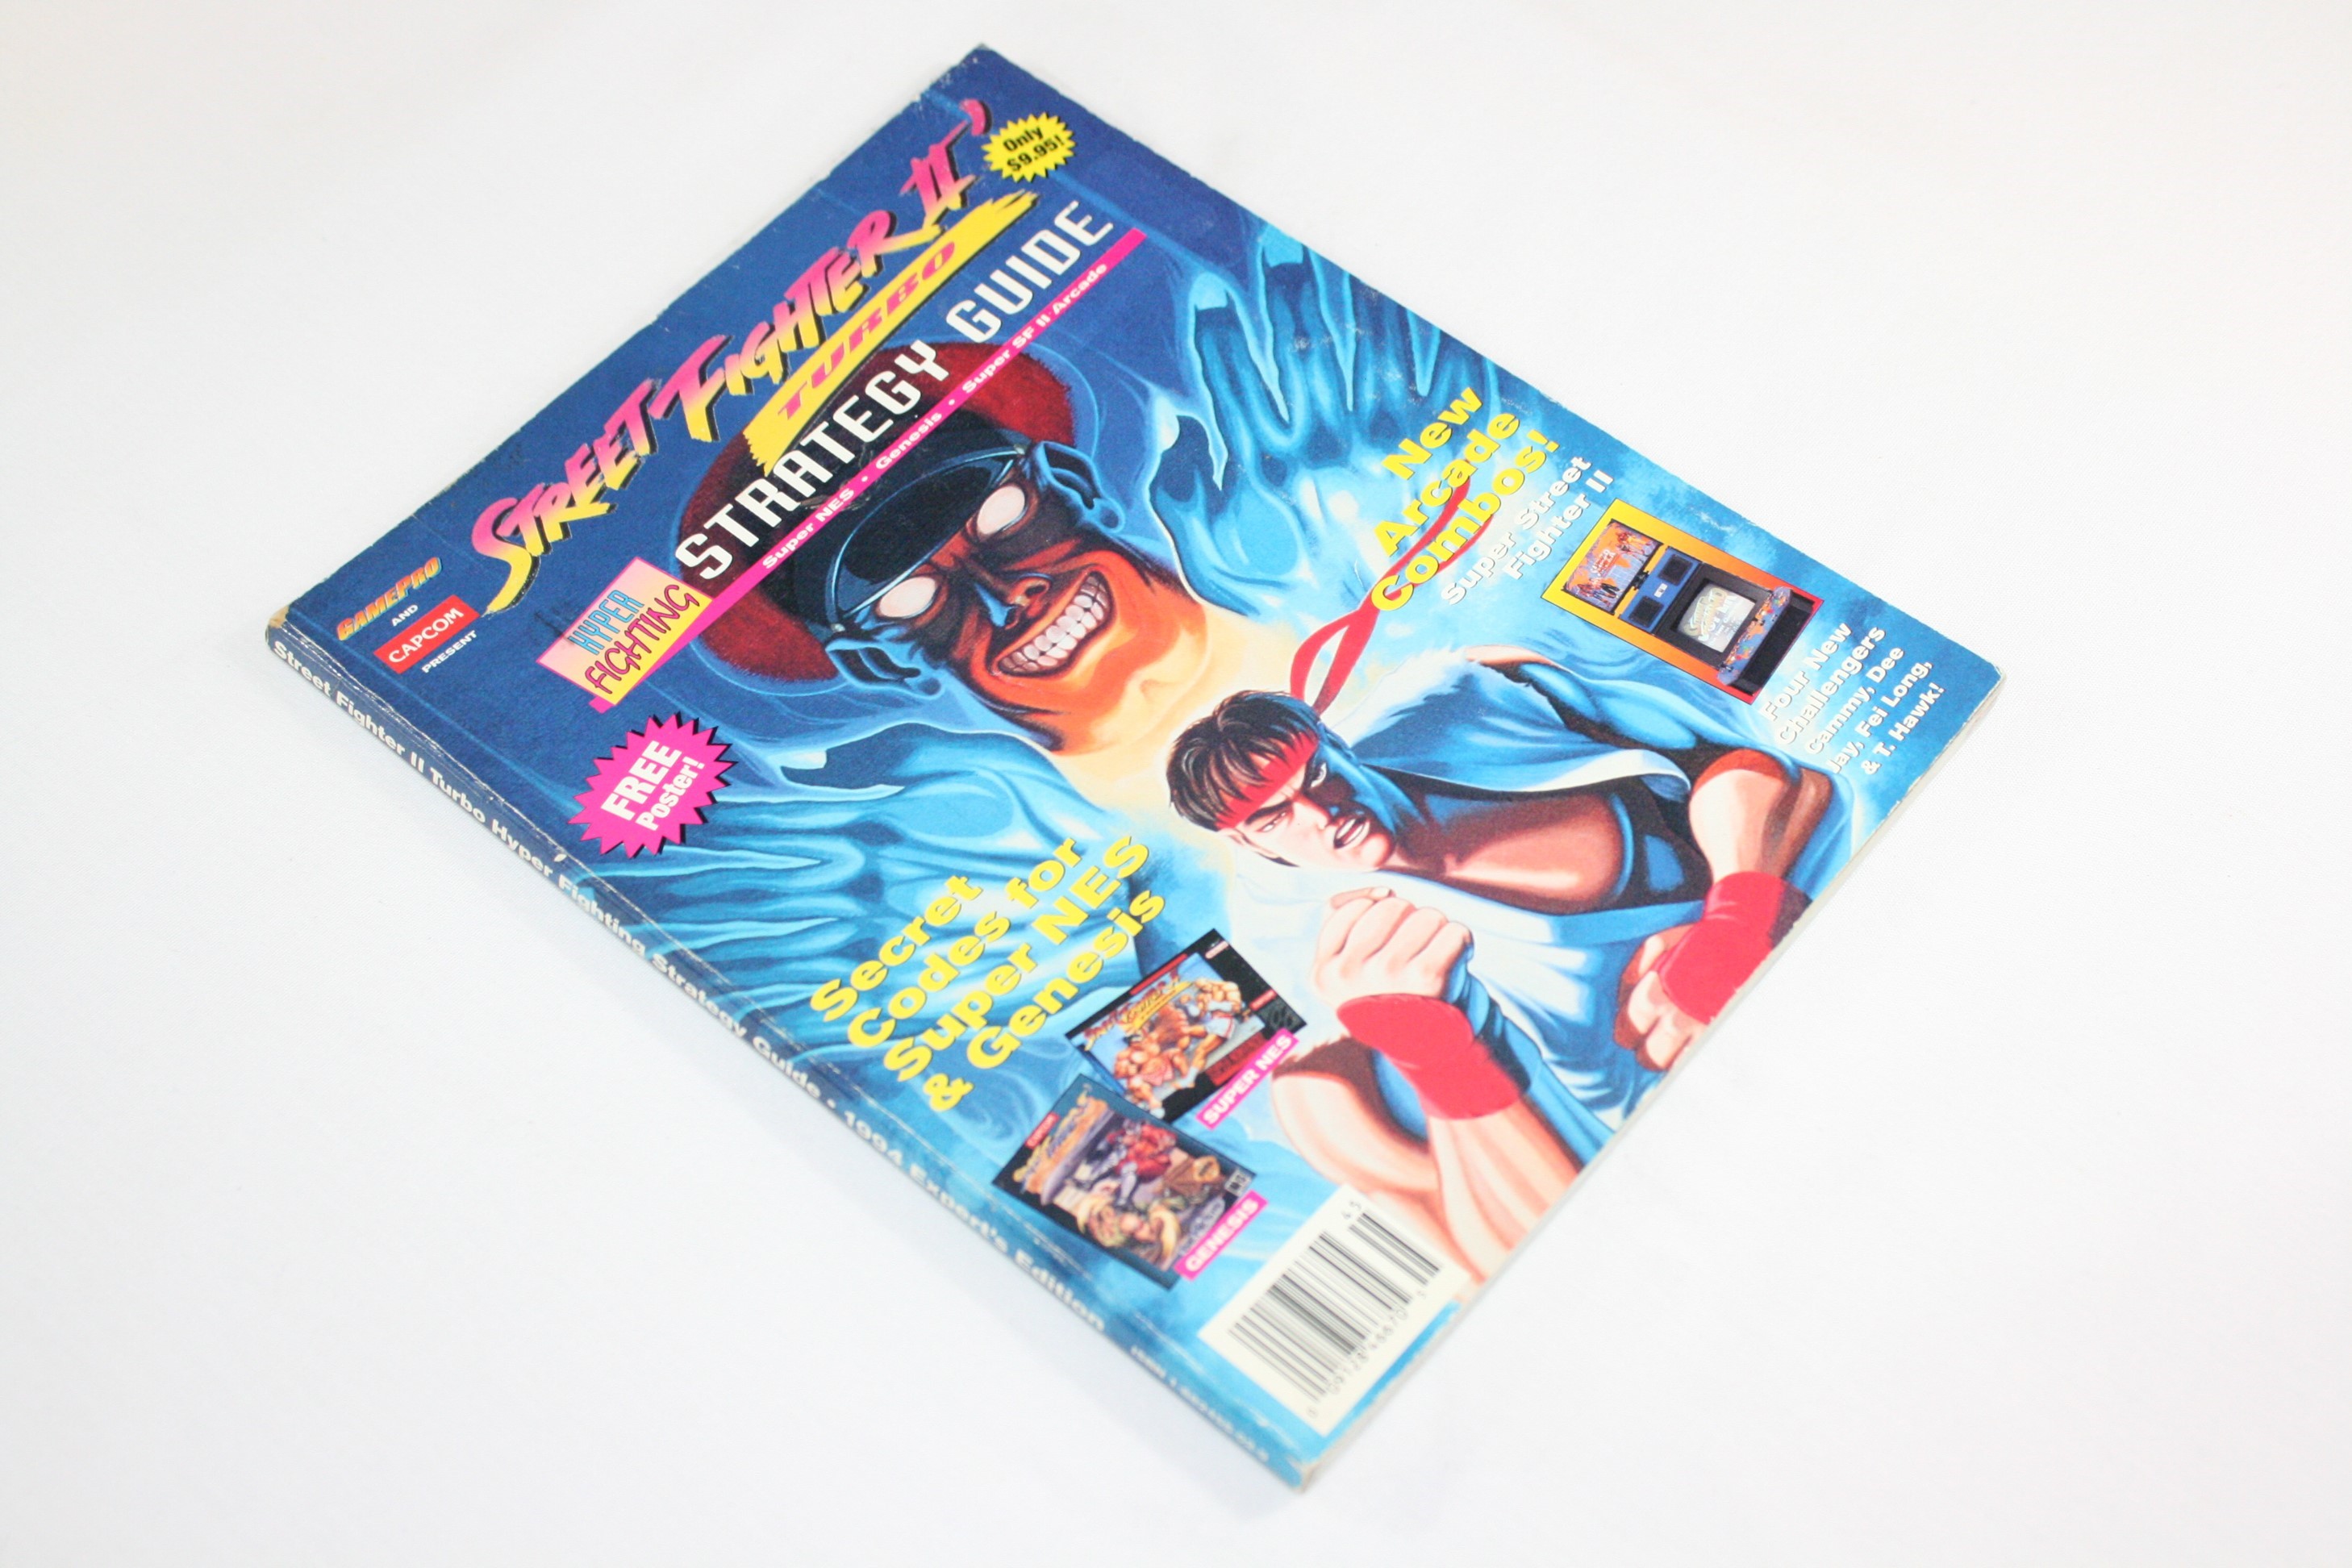 GAMEPRO
AND
CAPCOM
PRESENT
STREET FIGHTER II'
TURBO
HYPER
FIGHTING
STRATEGY GUIDE
Super NES • Genesis • Super SF II Arcade
Only
$9.95!
FREE
Poster!
New
Arcade
Combos!
Super Street
Fighter II
Four New
Challengers
Cammy, Dee
Jay, Fei Long,
& T. Hawk!
Secret
Codes for
Super NES
& Genesis
SUPER NES
GENESIS
Street Fighter II Turbo Hyper Fighting Strategy Guide • 1994 Expert's Edition